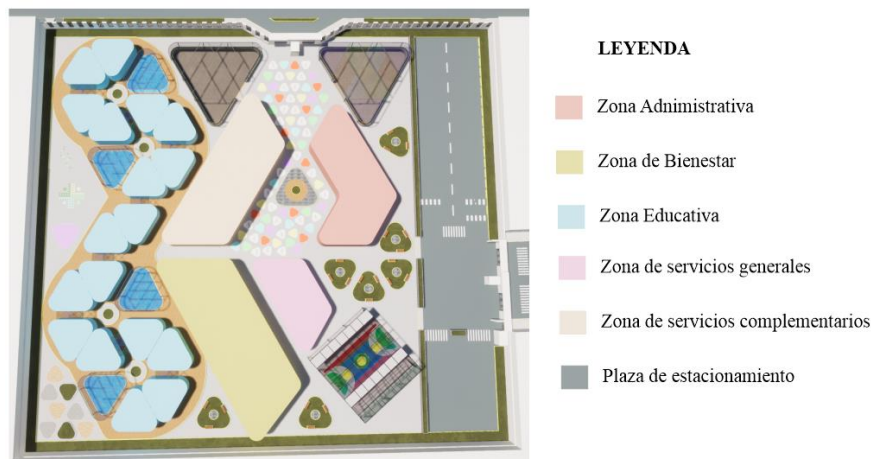 LEYENDA
Zona Adnimistrativa
Zona de Bienestar
Zona Educativa
Zona de servicios generales
Zona de servicios complementarios
Plaza de estacionamiento